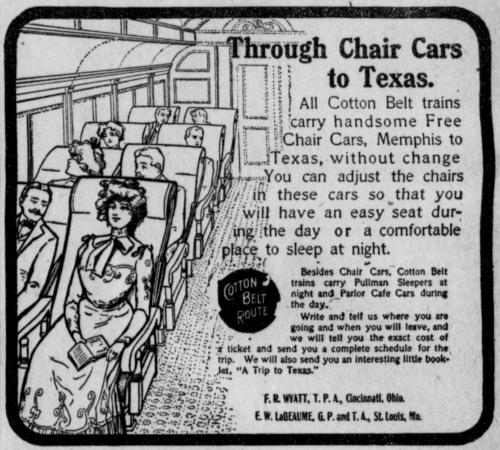 Through Chair Cars
to Texas.
All Cotton Belt trains
carry handsome Free
Chair Cars, Memphis to
Texas, without change
You can adjust the chairs
in these cars so that you
will have an easy seat dur-
ing the day or a comfortable
place to sleep at night.
Besides Chair Cars, Cotton Belt
trains carry Pullman Sleepers at
night and Parlor Cafe Cars during
the day.
Write and tell us where you are
going and when you will leave, and
we will tell you the exact cost of
a ticket and send you a complete schedule for the
trip. We will also send you an interesting little book-
let, "A Trip to Texas."
COTTON
BELT
ROUTE
F. R. WYATT, T. P. A., Cincinnati, Ohio.
E. W. LaBEAUME, G. P. and T. A., St. Louis, Mo.